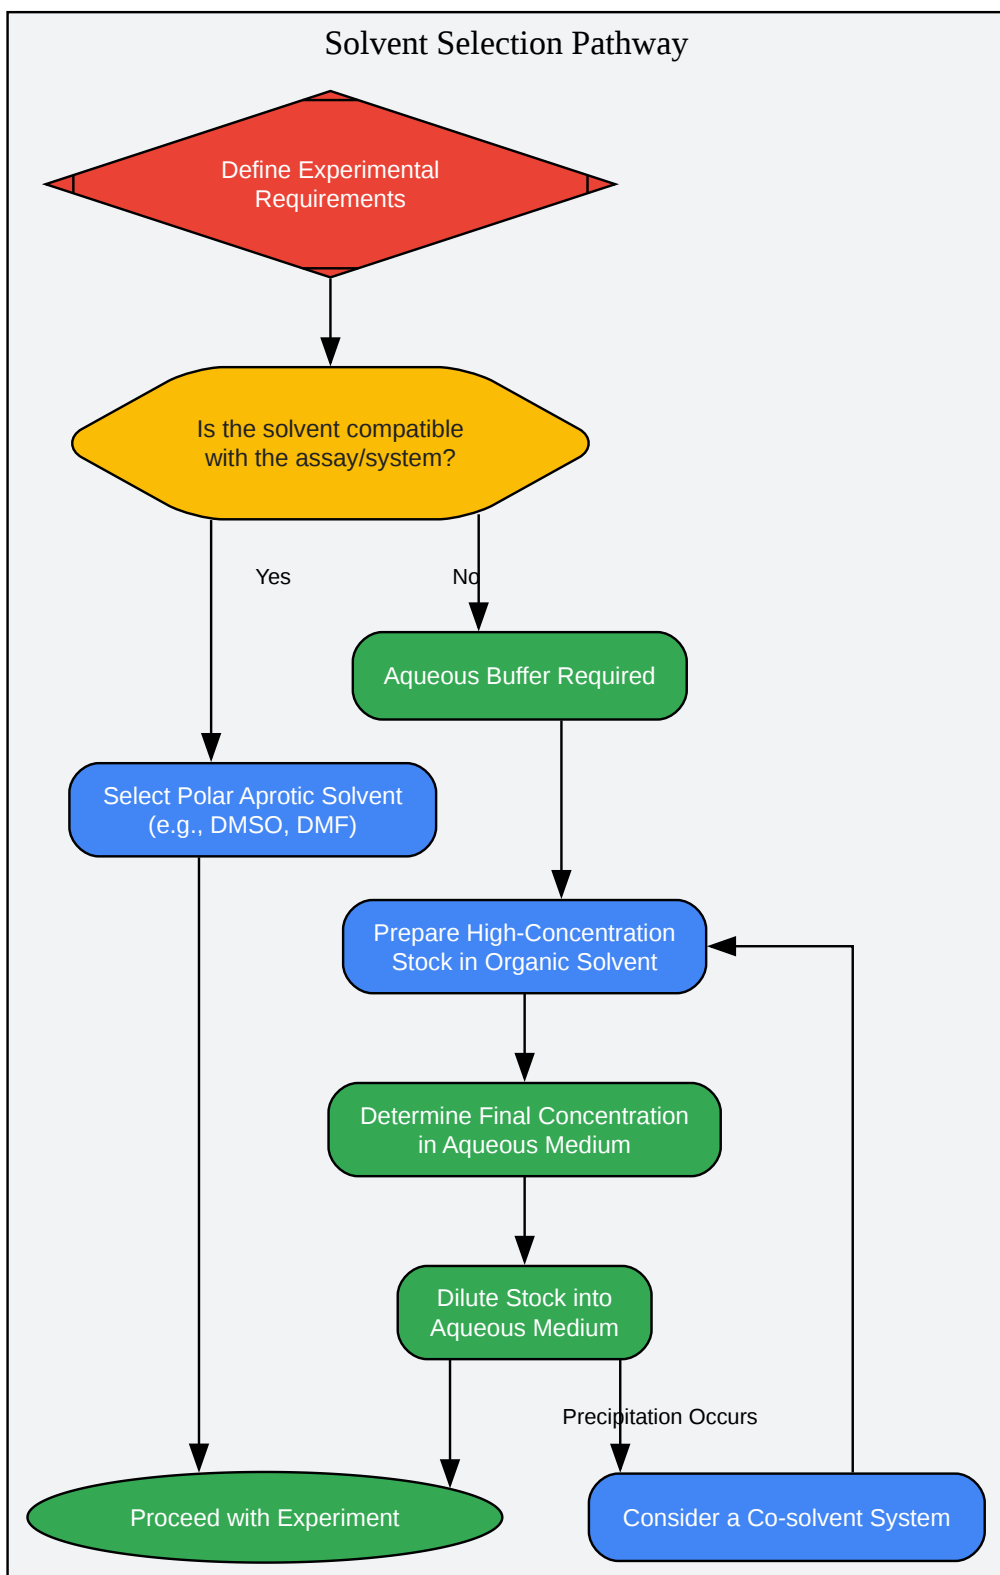 Solvent Selection Pathway
Define Experimental
Requirements
Is the solvent compatible
with the assay/system?
Yes
No
Aqueous Buffer Required
Select Polar Aprotic Solvent
(e.g., DMSO, DMF)
Prepare High-Concentration
Stock in Organic Solvent
Determine Final Concentration
in Aqueous Medium
Dilute Stock into
Aqueous Medium
Precipitation Occurs
Proceed with Experiment
Consider a Co-solvent System